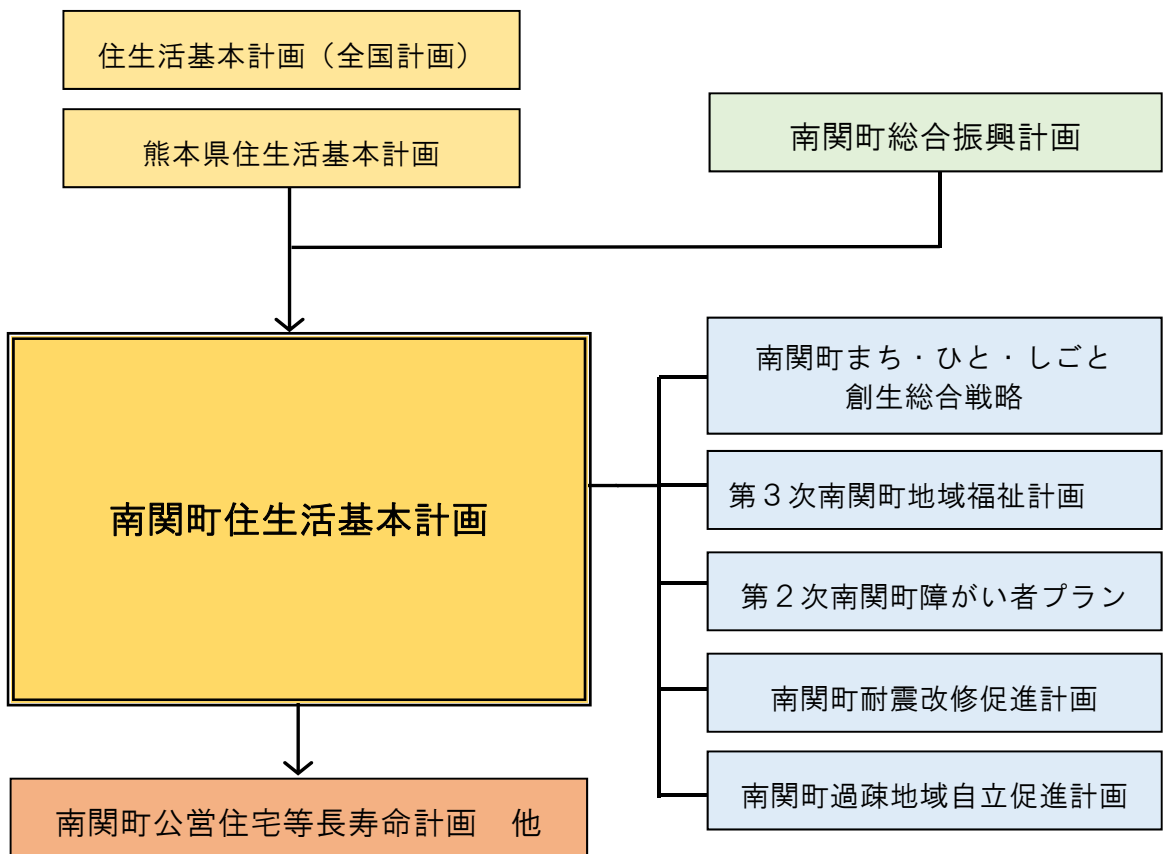 住生活基本計画（全国計画）
熊本県住生活基本計画
南関町総合振興計画
南関町住生活基本計画
南関町まち・ひと・しごと
創生総合戦略
第３次南関町地域福祉計画
第２次南関町障がい者プラン
南関町耐震改修促進計画
南関町過疎地域自立促進計画
南関町公営住宅等長寿命計画　他